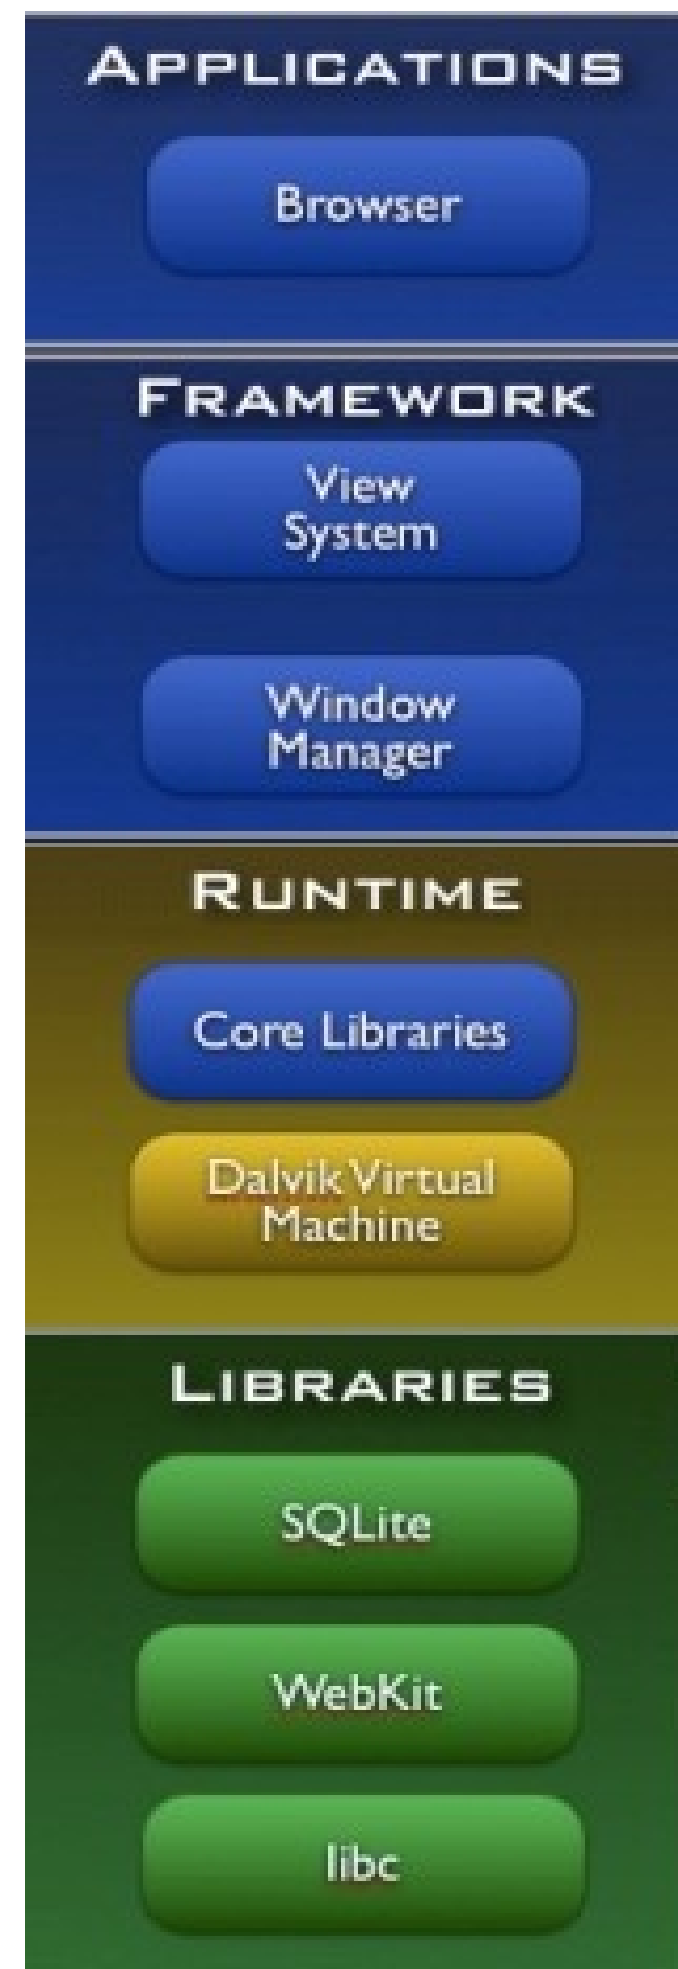 APPLICATIONS
Browser
FRAMEWORK
View
System
Window
Manager
RUNTIME
Core Libraries
Dalvik Virtual
Machine
LIBRARIES
SQLite
WebKit
libc